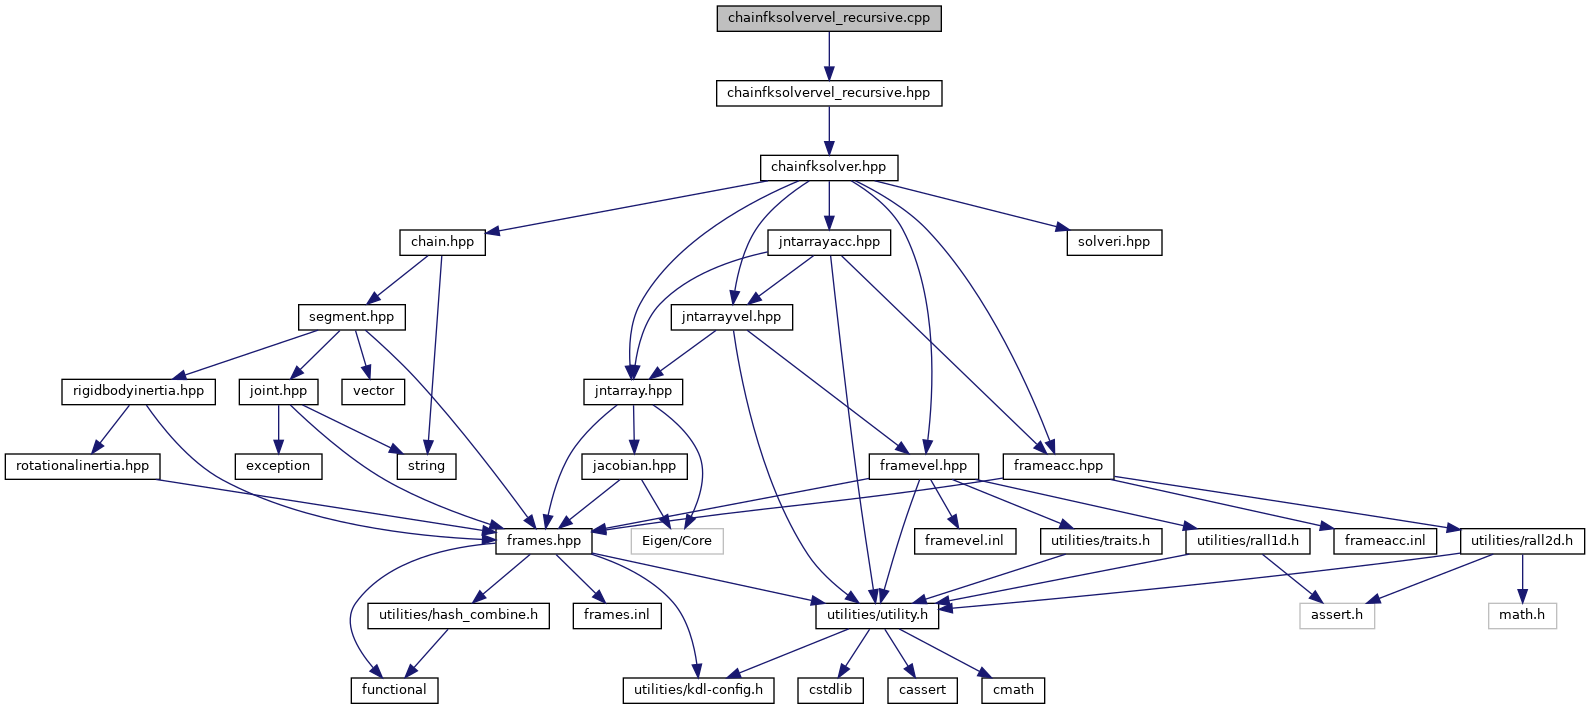 chainfksolvervel_recursive.cpp
chainfksolvervel_recursive.hpp
chainfksolver.hpp
chain.hpp
jntarrayacc.hpp
solveri.hpp
segment.hpp
jntarrayvel.hpp
rigidbodyinertia.hpp
joint.hpp
vector
jntarray.hpp
rotationalinertia.hpp
exception
string
jacobian.hpp
framevel.hpp
frameacc.hpp
frames.hpp
Eigen/Core
framevel.inl
utilities/traits.h
utilities/rall1d.h
frameacc.inl
utilities/rall2d.h
utilities/hash_combine.h
frames.inl
utilities/utility.h
assert.h
math.h
functional
utilities/kdl-config.h
cstdlib
cassert
cmath